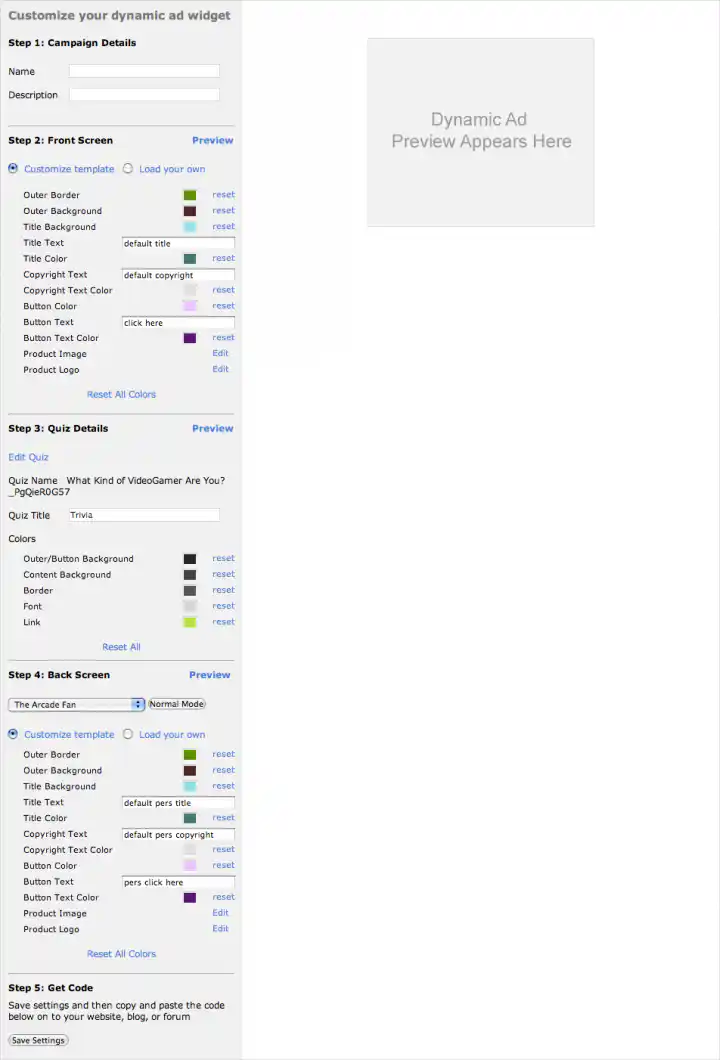 Customize your dynamic ad widget
Step 1: Campaign Details
Name
Description
Step 2: Front Screen Preview
Customize template Load your own
Outer Border reset
Outer Background reset
Title Background reset
Title Text default title
Title Color reset
Copyright Text default copyright
Copyright Text Color reset
Button Color reset
Button Text click here
Button Text Color reset
Product Image Edit
Product Logo Edit
Reset All Colors
Step 3: Quiz Details Preview
Edit Quiz
Quiz Name What Kind of VideoGamer Are You?
_PgQieR0G57
Quiz Title Trivia
Colors
Outer/Button Background reset
Content Background reset
Border reset
Font reset
Link reset
Reset All
Step 4: Back Screen Preview
The Arcade Fan Normal Mode
Customize template Load your own
Outer Border reset
Outer Background reset
Title Background reset
Title Text default pers title
Title Color reset
Copyright Text default pers copyright
Copyright Text Color reset
Button Color reset
Button Text pers click here
Button Text Color reset
Product Image Edit
Product Logo Edit
Reset All Colors
Step 5: Get Code
Save settings and then copy and paste the code
below on to your website, blog, or forum
Save Settings
Dynamic Ad
Preview Appears Here